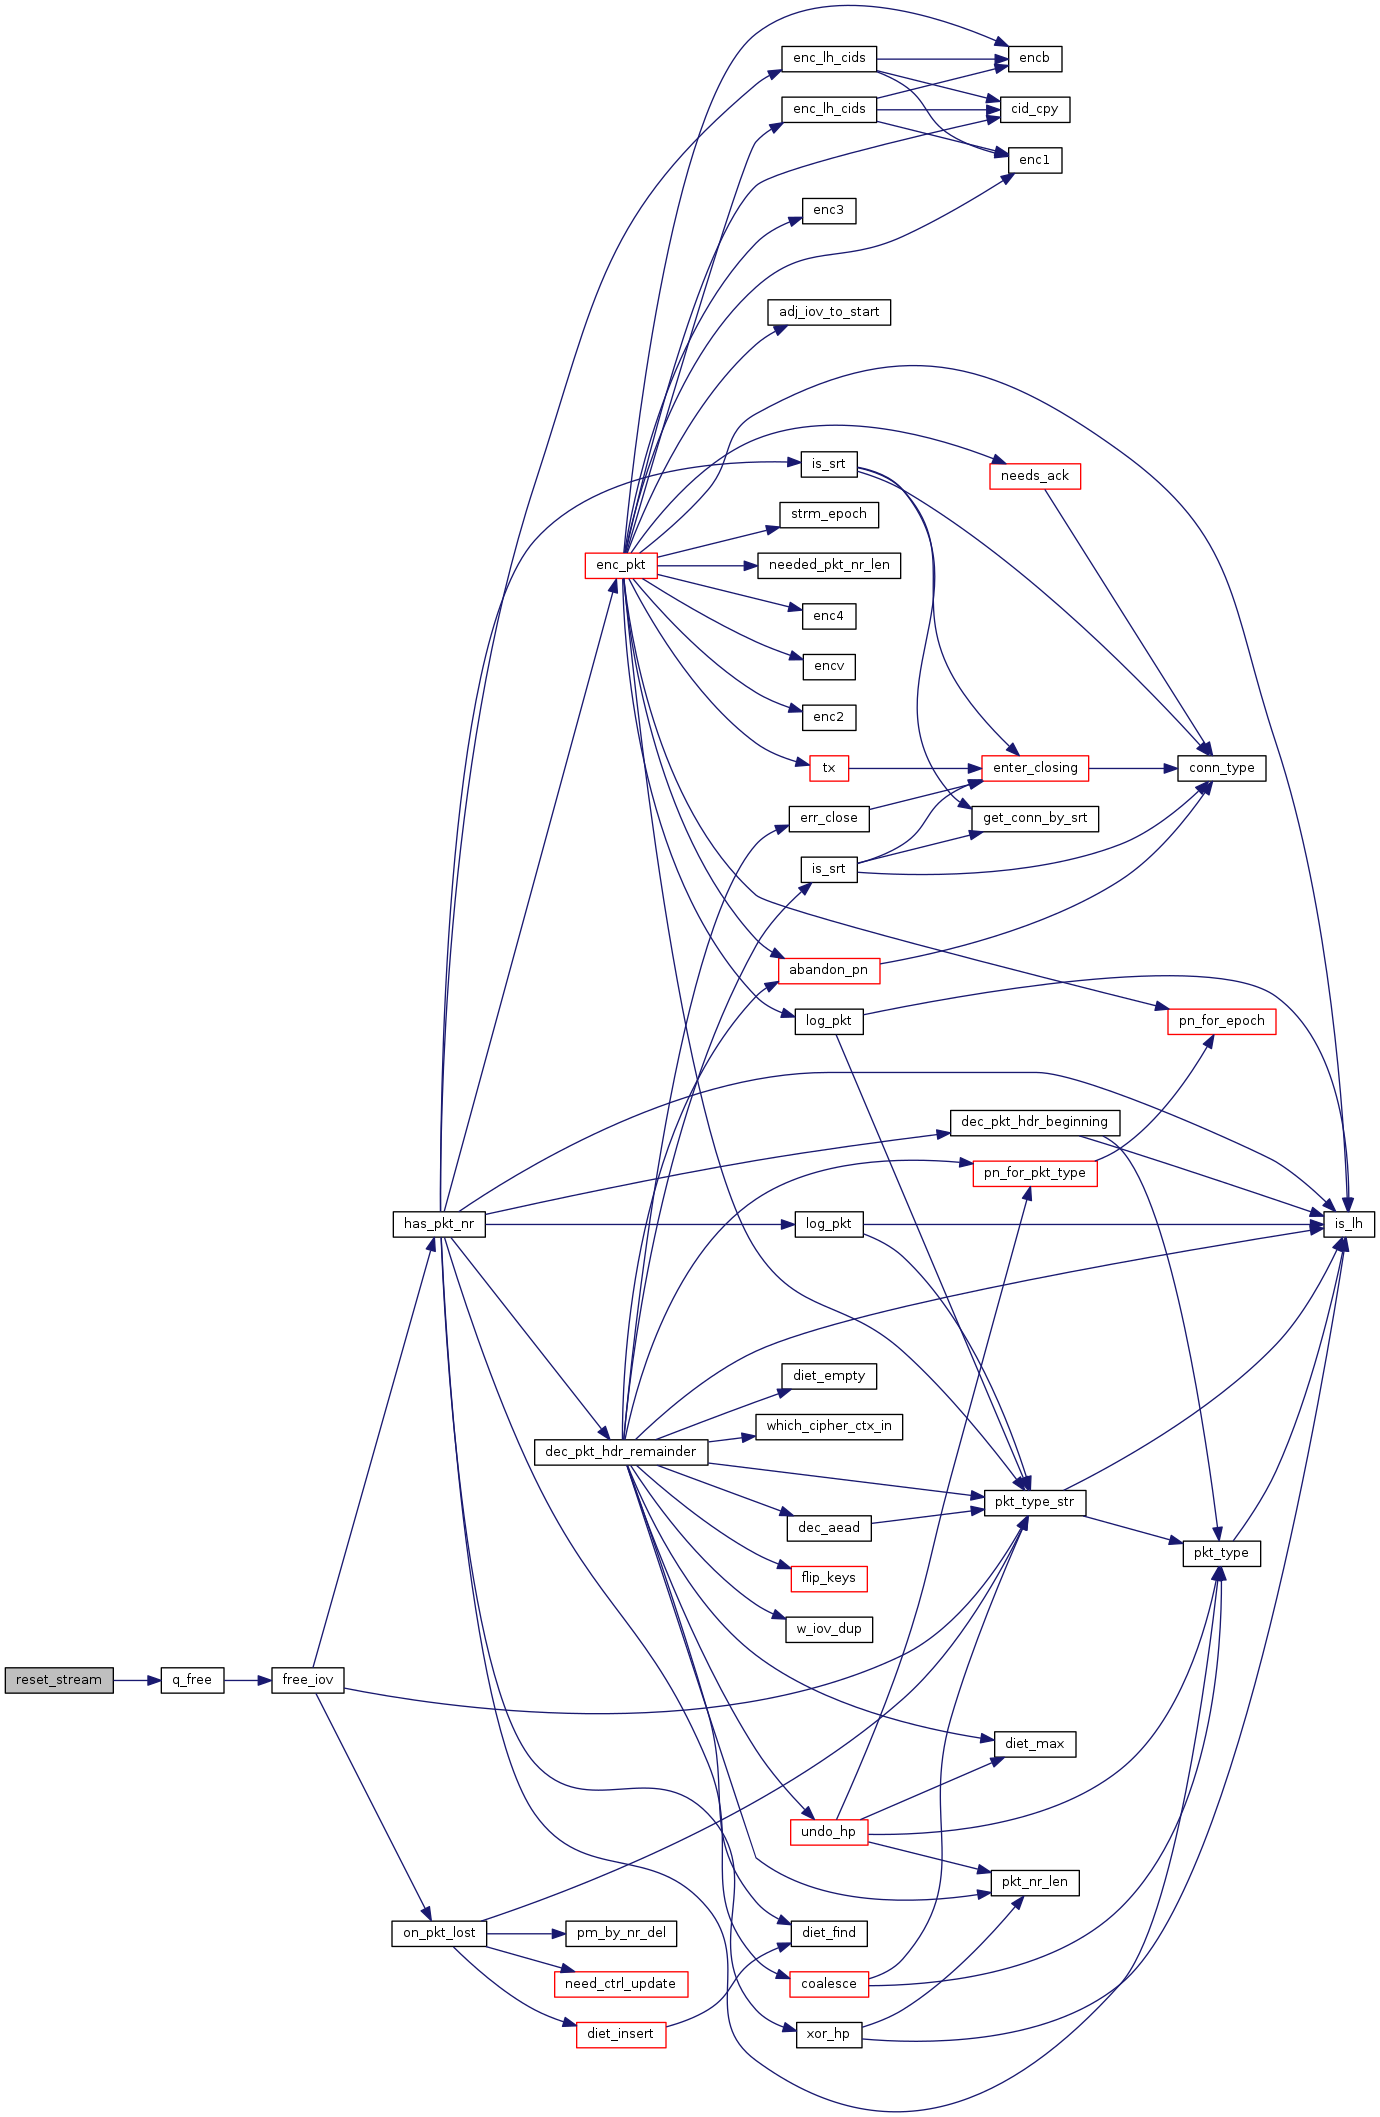 enc_lh_cids
encb
enc_lh_cids
cid_cpy
enc1
enc3
adj_iov_to_start
is_srt
needs_ack
strm_epoch
enc_pkt
needed_pkt_nr_len
enc4
encv
enc2
tx
enter_closing
conn_type
err_close
get_conn_by_srt
is_srt
abandon_pn
log_pkt
pn_for_epoch
dec_pkt_hdr_beginning
pn_for_pkt_type
has_pkt_nr
log_pkt
is_lh
diet_empty
which_cipher_ctx_in
dec_pkt_hdr_remainder
pkt_type_str
dec_aead
pkt_type
flip_keys
w_iov_dup
reset_stream
q_free
free_iov
diet_max
undo_hp
pkt_nr_len
on_pkt_lost
pm_by_nr_del
diet_find
need_ctrl_update
coalesce
diet_insert
xor_hp